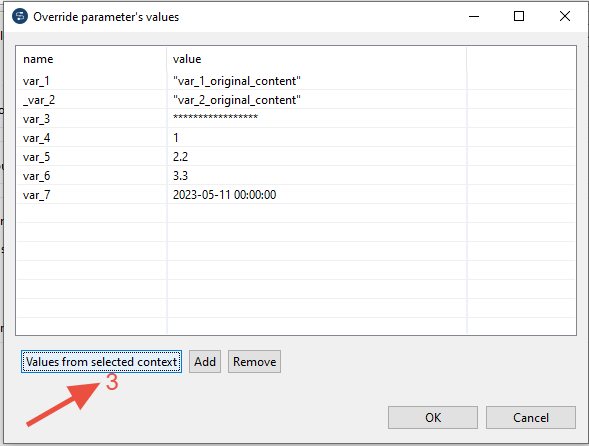 Override parameter's values
name value
var_1 "var_1_original_content"
_var_2 "var_2_original_content"
var_3 *****************
var_4 1
var_5 2.2
var_6 3.3
var_7 2023-05-11 00:00:00
Values from selected context Add Remove
3
OK Cancel